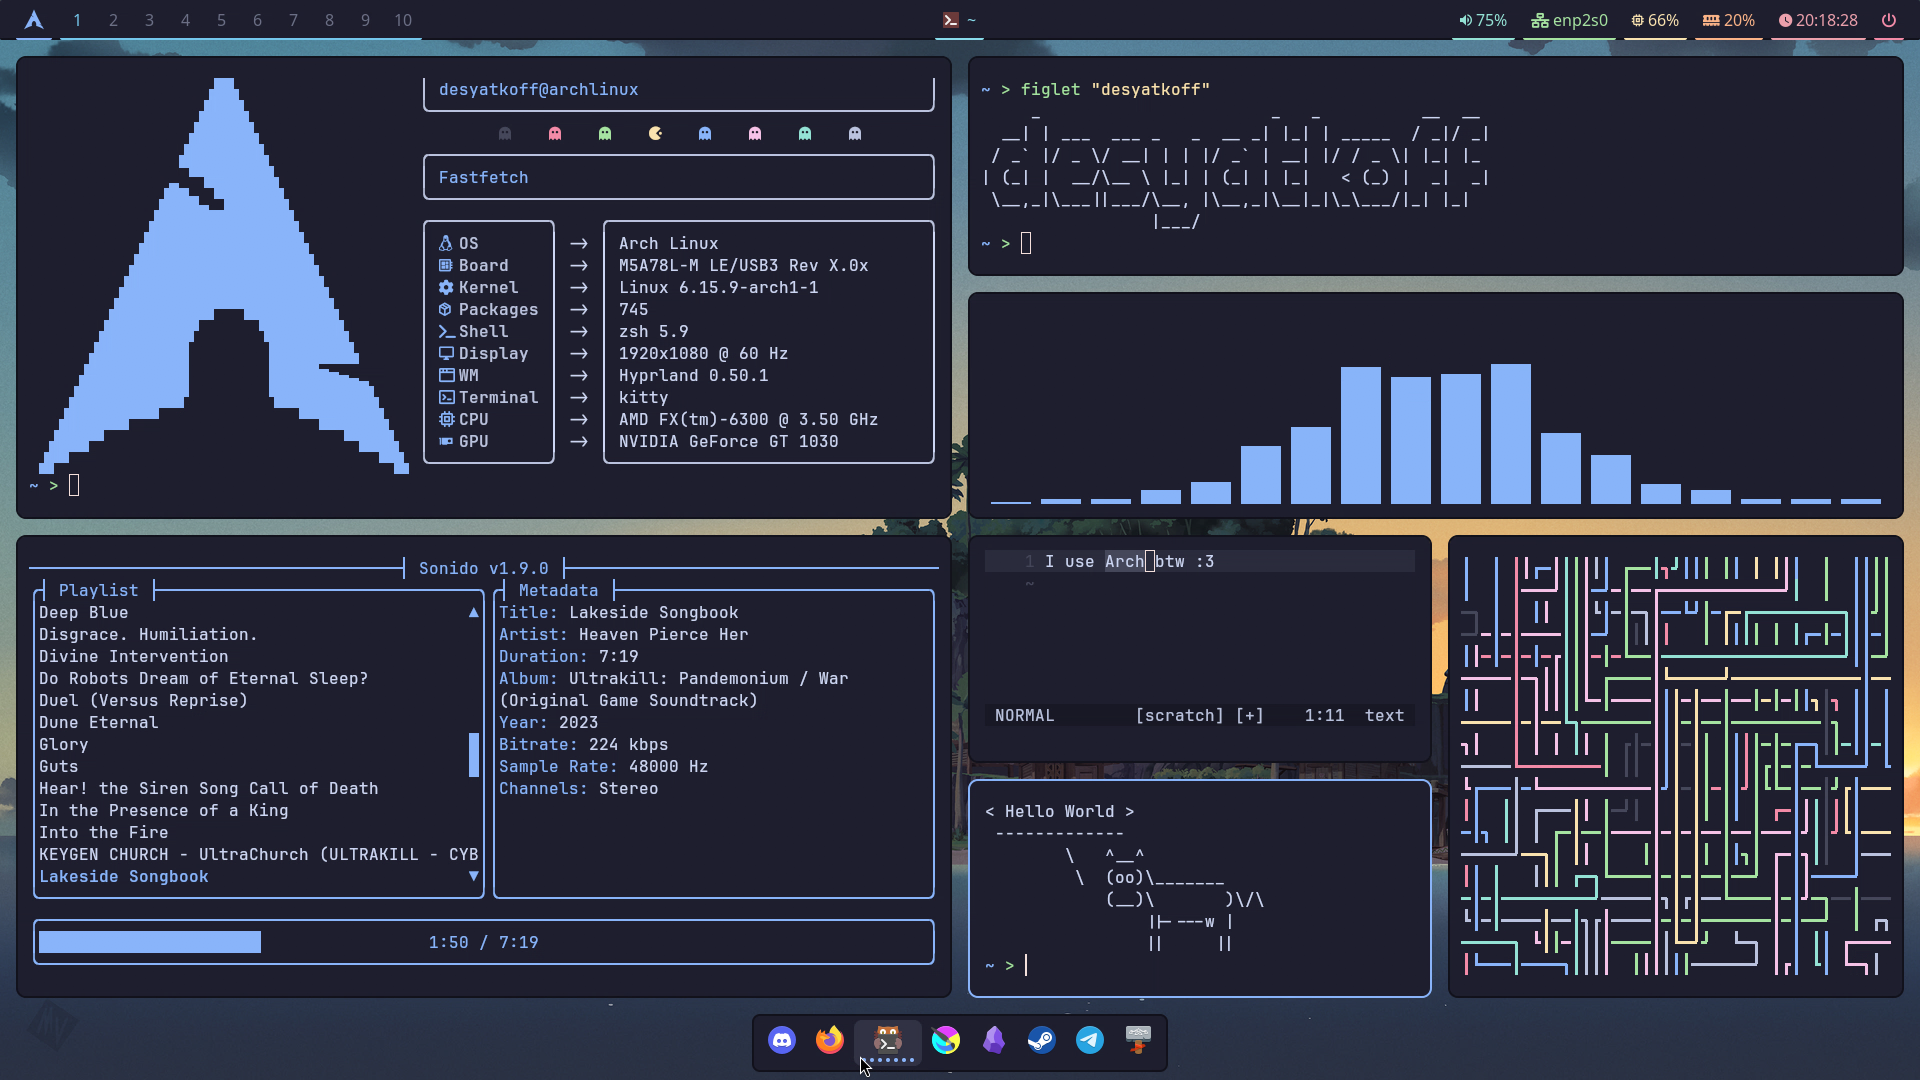 1 2 3 4 5 6 7 8 9 10
~
75% enp2s0 66% 20% 20:18:28
desyatkoff@archlinux
Fastfetch
OS → Arch Linux
Board → M5A78L-M LE/USB3 Rev X.0x
Kernel → Linux 6.15.9-arch1-1
Packages → 745
Shell → zsh 5.9
Display → 1920x1080 @ 60 Hz
WM → Hyprland 0.50.1
Terminal → kitty
CPU → AMD FX(tm)-6300 @ 3.50 GHz
GPU → NVIDIA GeForce GT 1030
~ >
~ > figlet "desyatkoff"
desyatkoff
~ >
Sonido v1.9.0
Playlist
Deep Blue
Disgrace. Humiliation.
Divine Intervention
Do Robots Dream of Eternal Sleep?
Duel (Versus Reprise)
Dune Eternal
Glory
Guts
Hear! the Siren Song Call of Death
In the Presence of a King
Into the Fire
KEYGEN CHURCH - UltraChurch (ULTRAKILL - CYB
Lakeside Songbook
Metadata
Title: Lakeside Songbook
Artist: Heaven Pierce Her
Duration: 7:19
Album: Ultrakill: Pandemonium / War
(Original Game Soundtrack)
Year: 2023
Bitrate: 224 kbps
Sample Rate: 48000 Hz
Channels: Stereo
1:50 / 7:19
1 I use Arch btw :3
~
NORMAL [scratch] [+] 1:11 text
< Hello World >
-------------
\ ^__^
\ (oo)\_______
(__)\ )\/\
||----w |
|| ||
~ >